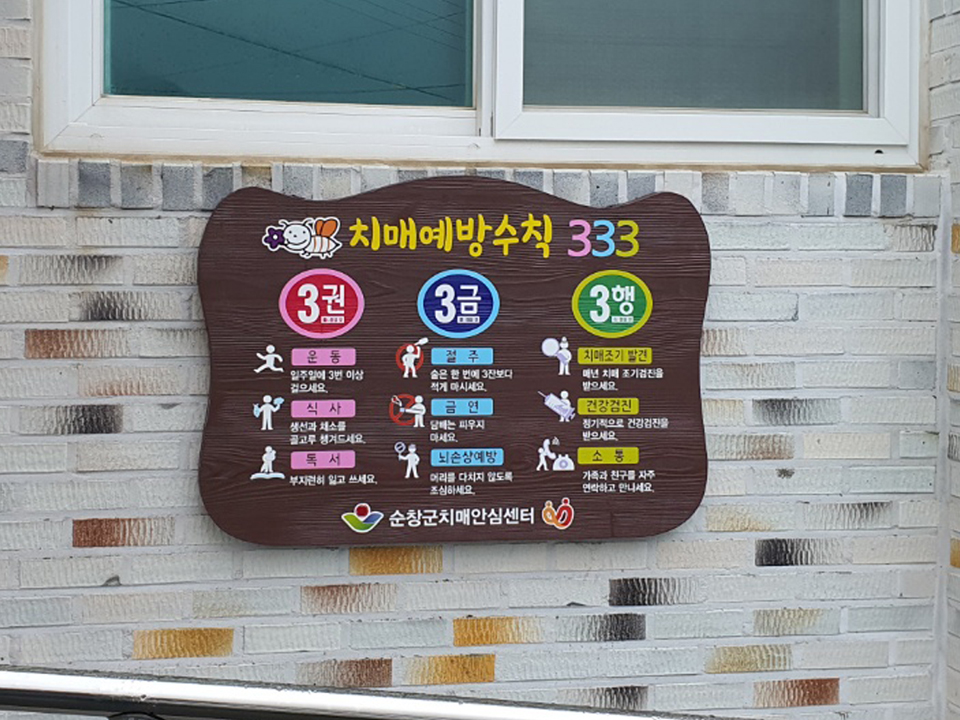 치매예방수칙 333
3권 3금 3행
운 동
일주일에 3번 이상
걸으세요.
식 사
생선과 채소를
골고루 챙겨드세요.
독 서
부지런히 읽고 쓰세요.
절 주
술은 한 번에 3잔보다
적게 마시세요.
금 연
담배는 피우지
마세요.
뇌손상예방
머리를 다치지 않도록
조심하세요.
치매조기 발견
매년 치매 조기검진을
받으세요.
건강검진
정기적으로 건강검진을
받으세요.
소 통
가족과 친구를 자주
연락하고 만나세요.
순창군치매안심센터